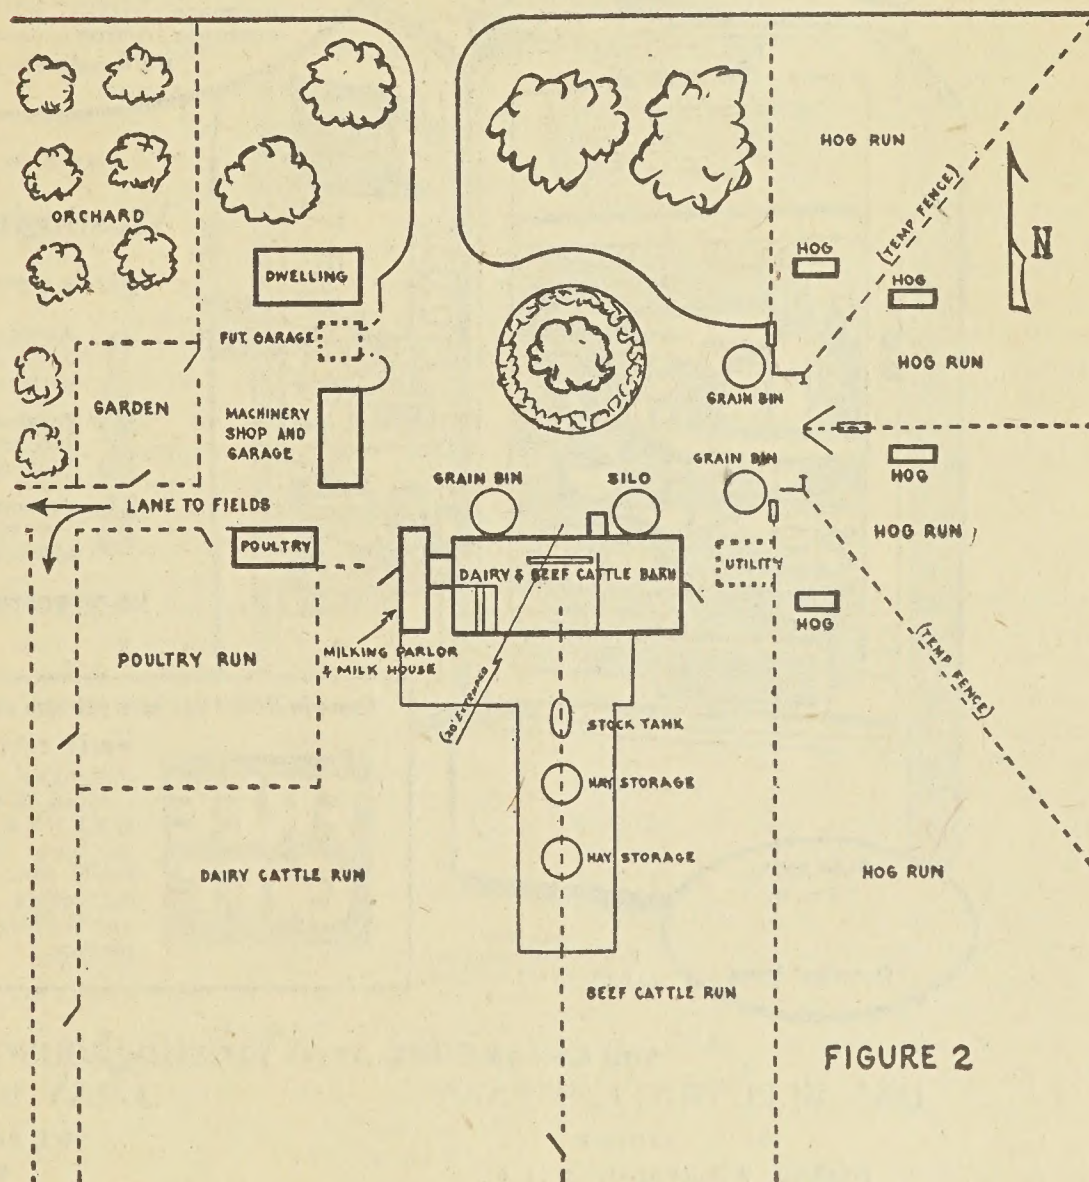 HOG RUN
ORCHARD
(TEMP FENCE)
N
HOG
DWELLING
HOG
FUT. GARAGE
HOG RUN
GARDEN
GRAIN BIN
MACHINERY
SHOP AND
GARAGE
GRAIN BIN
SILO
GRAIN BIN
HOG
LANE TO FIELDS
HOG RUN
POULTRY
DAIRY & BEEF CATTLE BARN
UTILITY
HOG
POULTRY RUN
MILKING PARLOR
& MILK HOUSE
(TEMP FENCE)
(20' EXTENDED)
STOCK TANK
HAY STORAGE
HAY STORAGE
DAIRY CATTLE RUN
HOG RUN
BEEF CATTLE RUN
FIGURE 2